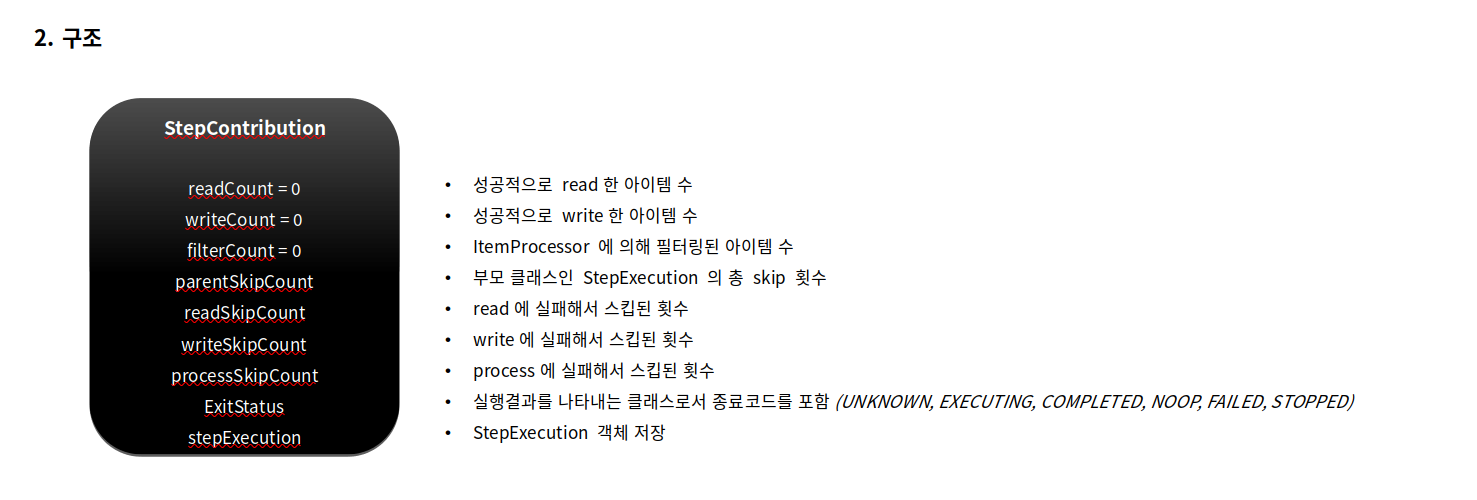 2. 구조
StepContribution
readCount = 0
writeCount = 0
filterCount = 0
parentSkipCount
readSkipCount
writeSkipCount
processSkipCount
ExitStatus
stepExecution
• 성공적으로 read 한 아이템 수
• 성공적으로 write 한 아이템 수
• ItemProcessor 에 의해 필터링된 아이템 수
• 부모 클래스인 StepExecution 의 총 skip 횟수
• read 에 실패해서 스킵된 횟수
• write 에 실패해서 스킵된 횟수
• process 에 실패해서 스킵된 횟수
• 실행결과를 나타내는 클래스로서 종료코드를 포함 (UNKNOWN, EXECUTING, COMPLETED, NOOP, FAILED, STOPPED)
• StepExecution 객체 저장